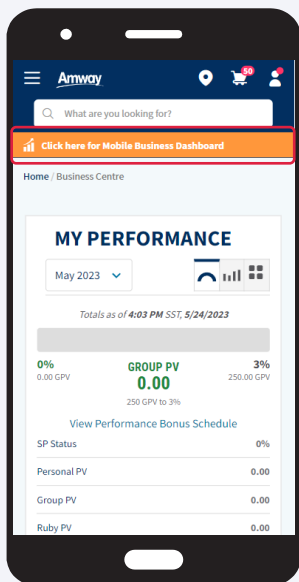 Amway
50
What are you looking for?
Click here for Mobile Business Dashboard
Home / Business Centre
MY PERFORMANCE
May 2023
Totals as of 4:03 PM SST, 5/24/2023
0% GROUP PV 3%
0.00 GPV 0.00 250.00 GPV
250 GPV to 3%
View Performance Bonus Schedule
SP Status 0%
Personal PV 0.00
Group PV 0.00
Ruby PV 0.00